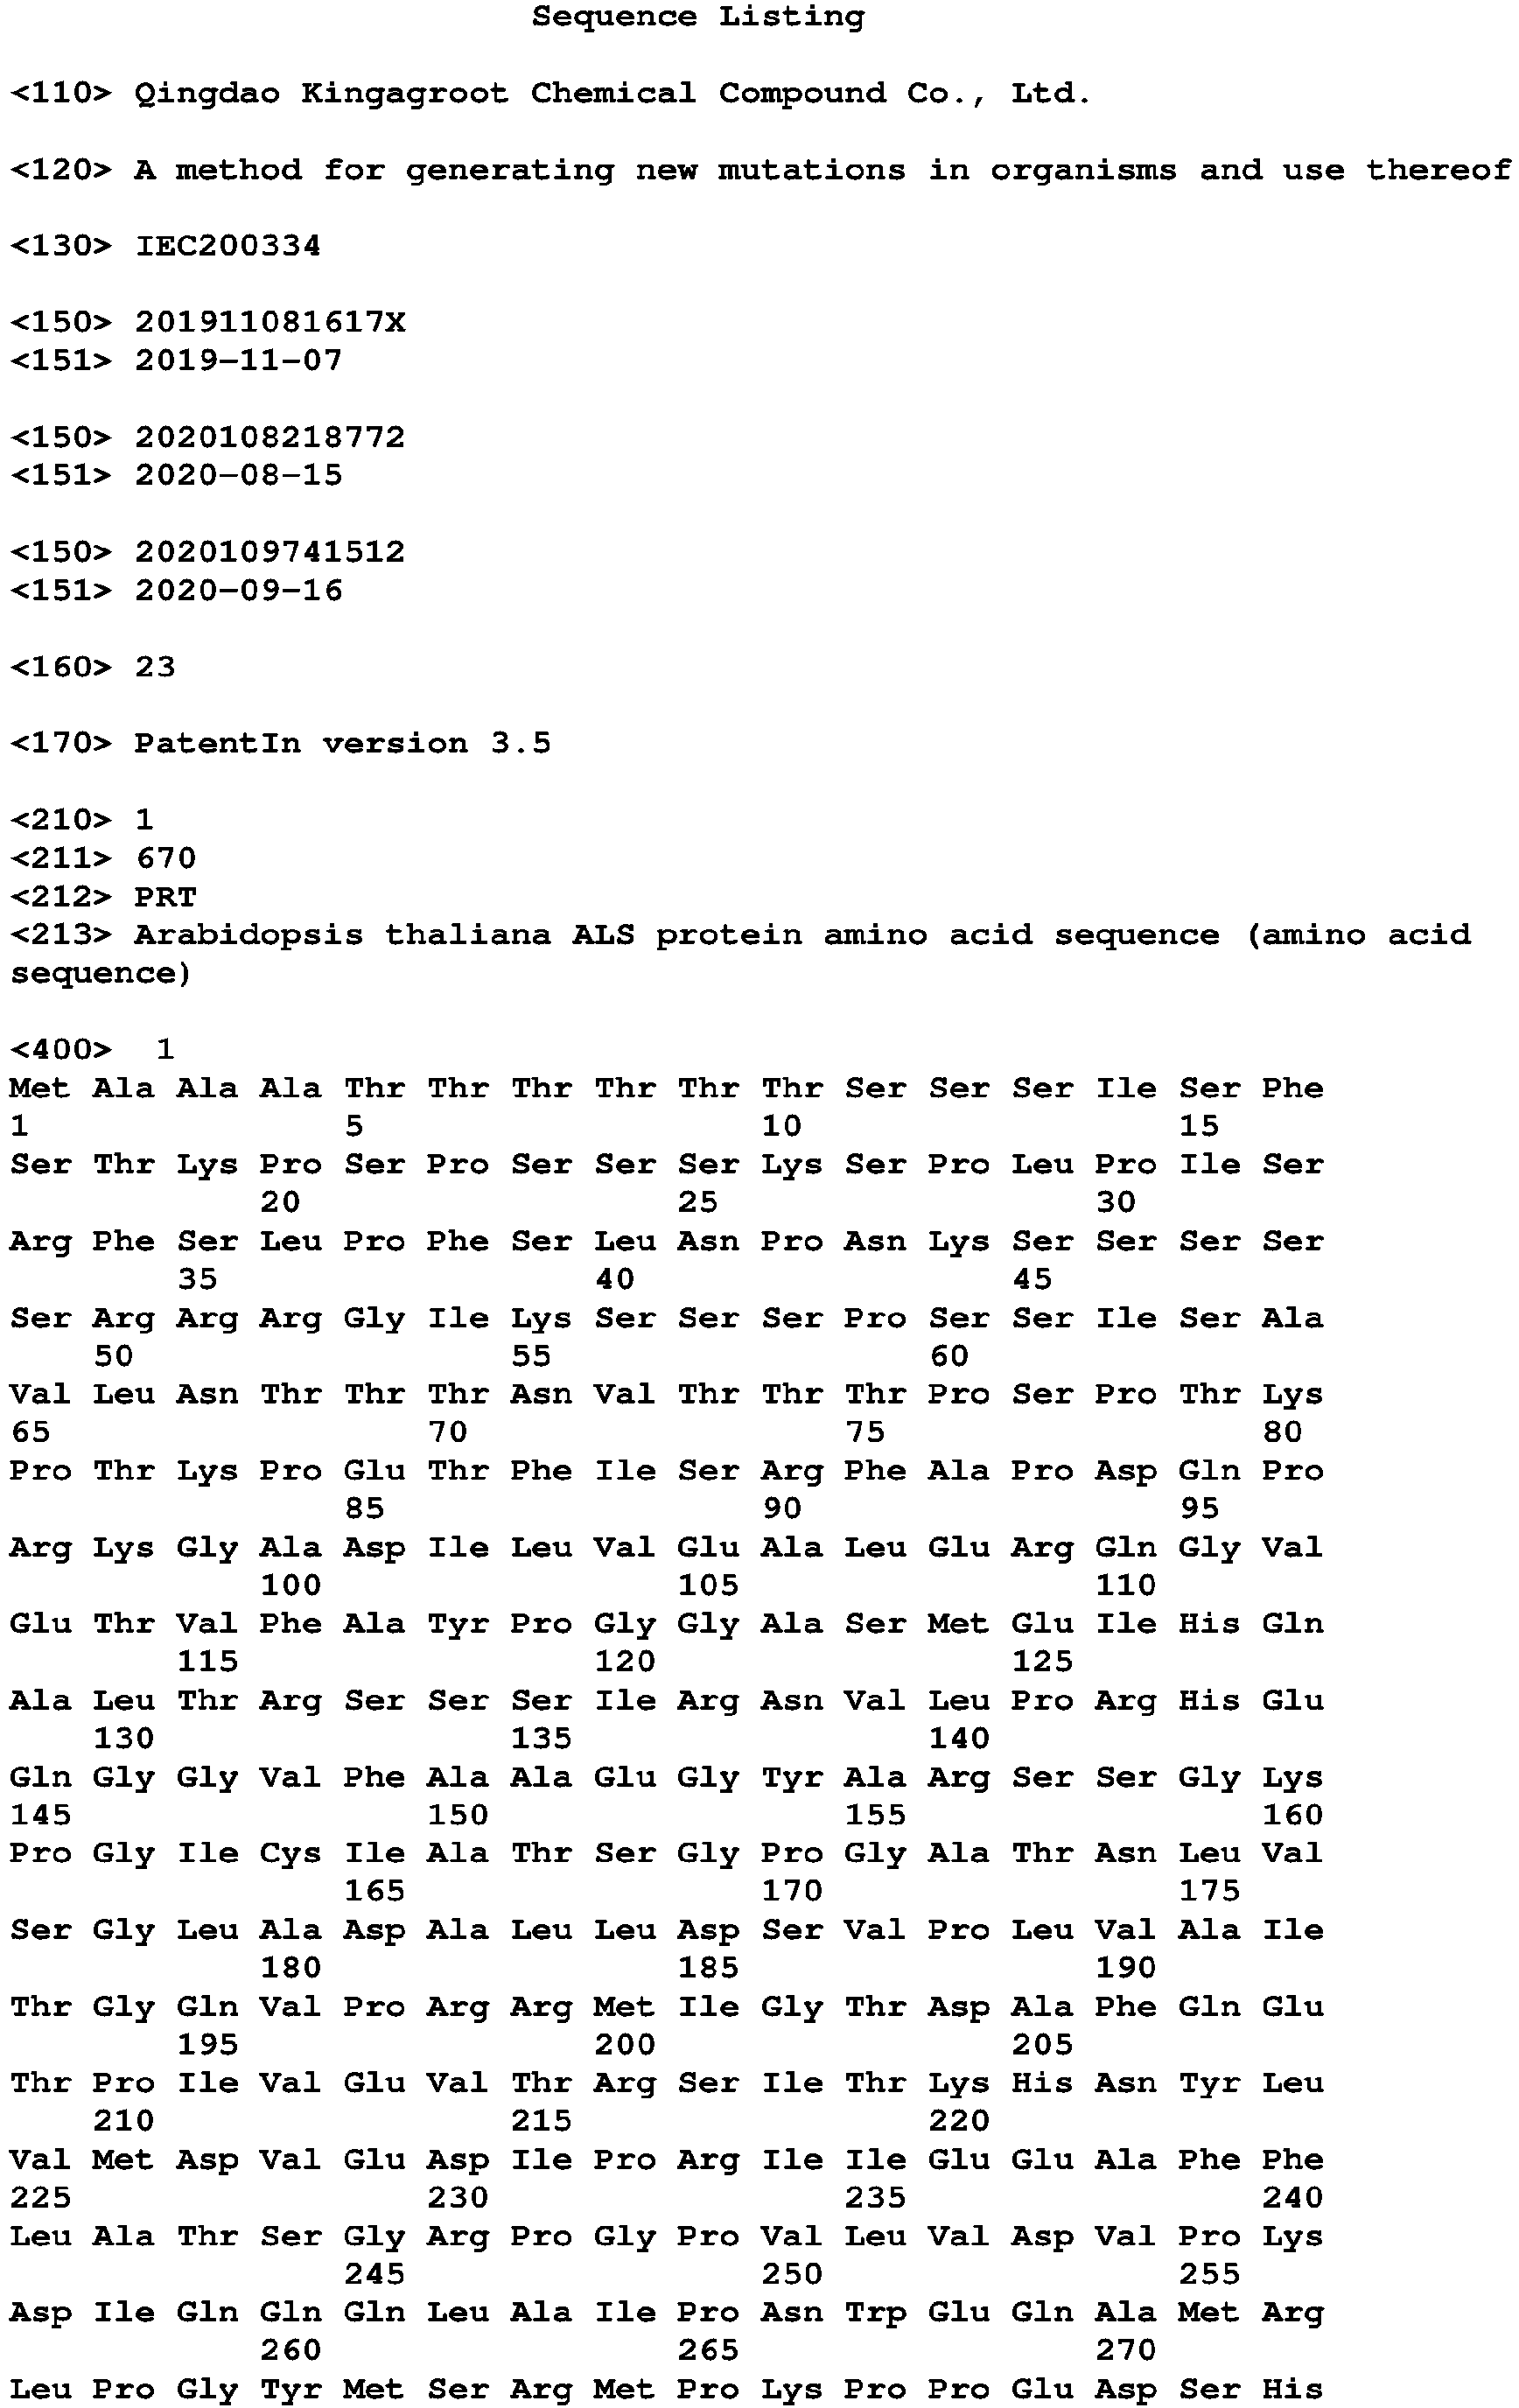 Sequence Listing
<110> Qingdao Kingagroot Chemical Compound Co., Ltd.
<120> A method for generating new mutations in organisms and use thereof
<130> IEC200334
<150> 201911081617X
<151> 2019-11-07
<150> 2020108218772
<151> 2020-08-15
<150> 2020109741512
<151> 2020-09-16
<160> 23
<170> PatentIn version 3.5
<210> 1
<211> 670
<212> PRT
<213> Arabidopsis thaliana ALS protein amino acid sequence (amino acid
sequence)
<400> 1
Met Ala Ala Ala Thr Thr Thr Thr Thr Thr Ser Ser Ser Ile Ser Phe
1 5 10 15
Ser Thr Lys Pro Ser Pro Ser Ser Ser Lys Ser Pro Leu Pro Ile Ser
20 25 30
Arg Phe Ser Leu Pro Phe Ser Leu Asn Pro Asn Lys Ser Ser Ser Ser
35 40 45
Ser Arg Arg Arg Gly Ile Lys Ser Ser Ser Pro Ser Ser Ile Ser Ala
50 55 60
Val Leu Asn Thr Thr Thr Asn Val Thr Thr Thr Pro Ser Pro Thr Lys
65 70 75 80
Pro Thr Lys Pro Glu Thr Phe Ile Ser Arg Phe Ala Pro Asp Gln Pro
85 90 95
Arg Lys Gly Ala Asp Ile Leu Val Glu Ala Leu Glu Arg Gln Gly Val
100 105 110
Glu Thr Val Phe Ala Tyr Pro Gly Gly Ala Ser Met Glu Ile His Gln
115 120 125
Ala Leu Thr Arg Ser Ser Ser Ile Arg Asn Val Leu Pro Arg His Glu
130 135 140
Gln Gly Gly Val Phe Ala Ala Glu Gly Tyr Ala Arg Ser Ser Gly Lys
145 150 155 160
Pro Gly Ile Cys Ile Ala Thr Ser Gly Pro Gly Ala Thr Asn Leu Val
165 170 175
Ser Gly Leu Ala Asp Ala Leu Leu Asp Ser Val Pro Leu Val Ala Ile
180 185 190
Thr Gly Gln Val Pro Arg Arg Met Ile Gly Thr Asp Ala Phe Gln Glu
195 200 205
Thr Pro Ile Val Glu Val Thr Arg Ser Ile Thr Lys His Asn Tyr Leu
210 215 220
Val Met Asp Val Glu Asp Ile Pro Arg Ile Ile Glu Glu Ala Phe Phe
225 230 235 240
Leu Ala Thr Ser Gly Arg Pro Gly Pro Val Leu Val Asp Val Pro Lys
245 250 255
Asp Ile Gln Gln Gln Leu Ala Ile Pro Asn Trp Glu Gln Ala Met Arg
260 265 270
Leu Pro Gly Tyr Met Ser Arg Met Pro Lys Pro Pro Glu Asp Ser His